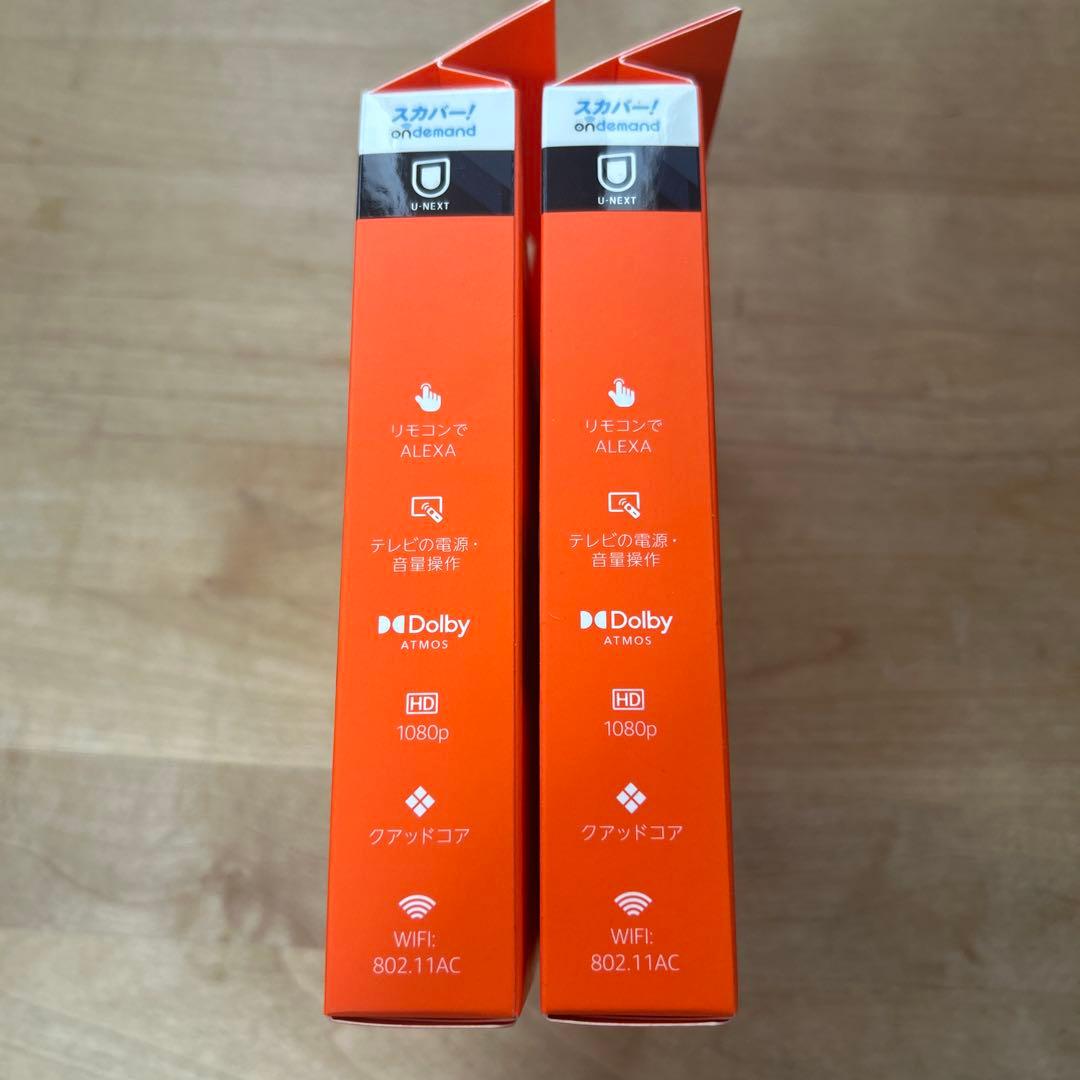 スカパー!
ondemand
U-NEXT
リモコンで
ALEXA
テレビの電源・
音量操作
Dolby
ATMOS
HD
1080p
クアッドコア
WIFI:
802.11AC
スカパー!
ondemand
U-NEXT
リモコンで
ALEXA
テレビの電源・
音量操作
Dolby
ATMOS
HD
1080p
クアッドコア
WIFI:
802.11AC